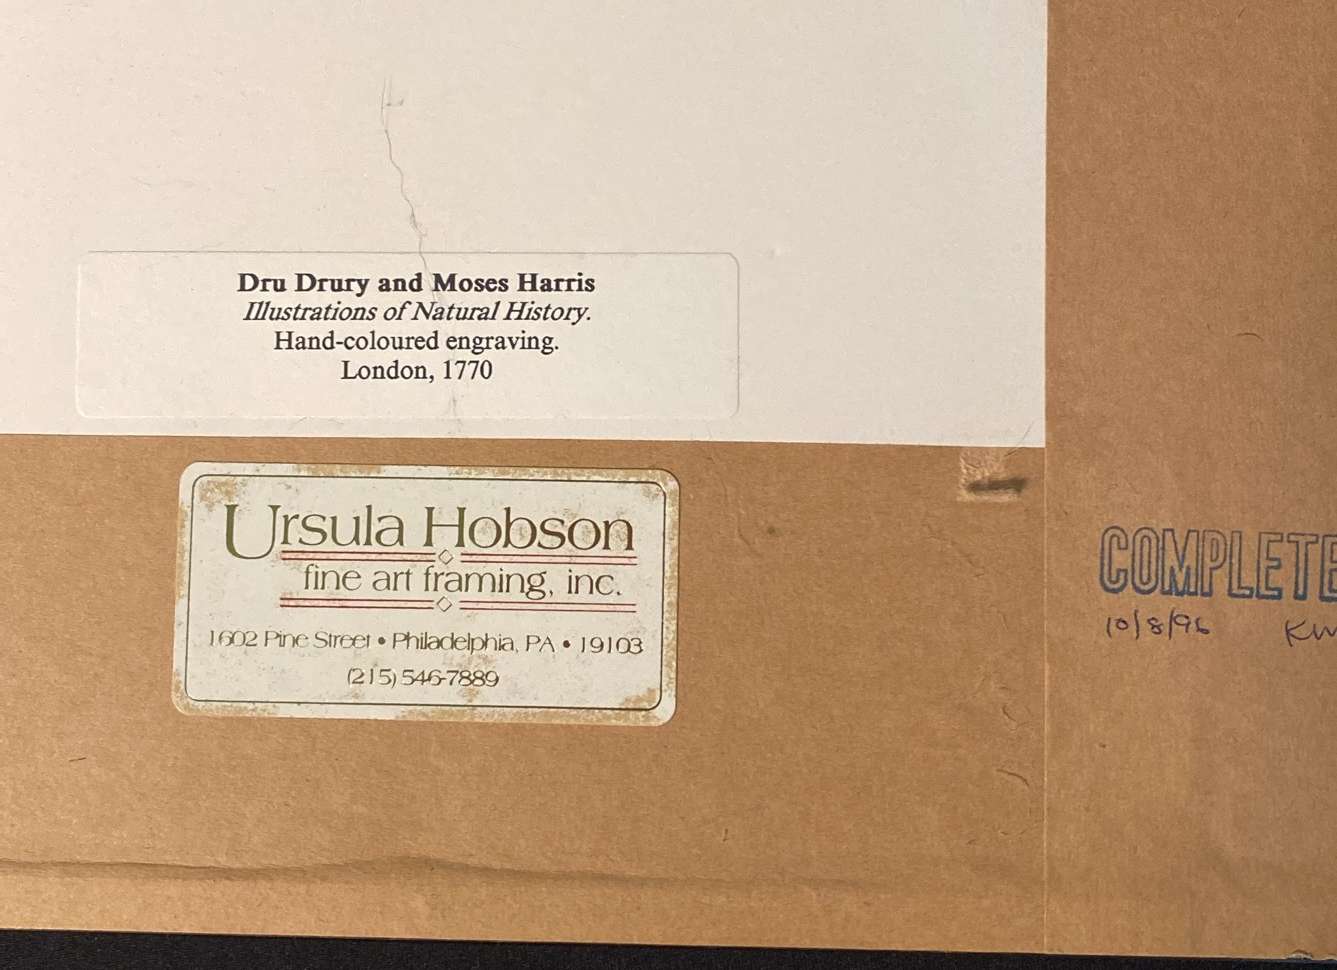 Dru Drury and Moses Harris
Illustrations of Natural History.
Hand-coloured engraving.
London, 1770
Ursula Hobson
fine art framing, inc.
1602 Pine Street • Philadelphia, PA • 19103
(215) 546-7889
COMPLETE
10/8/96